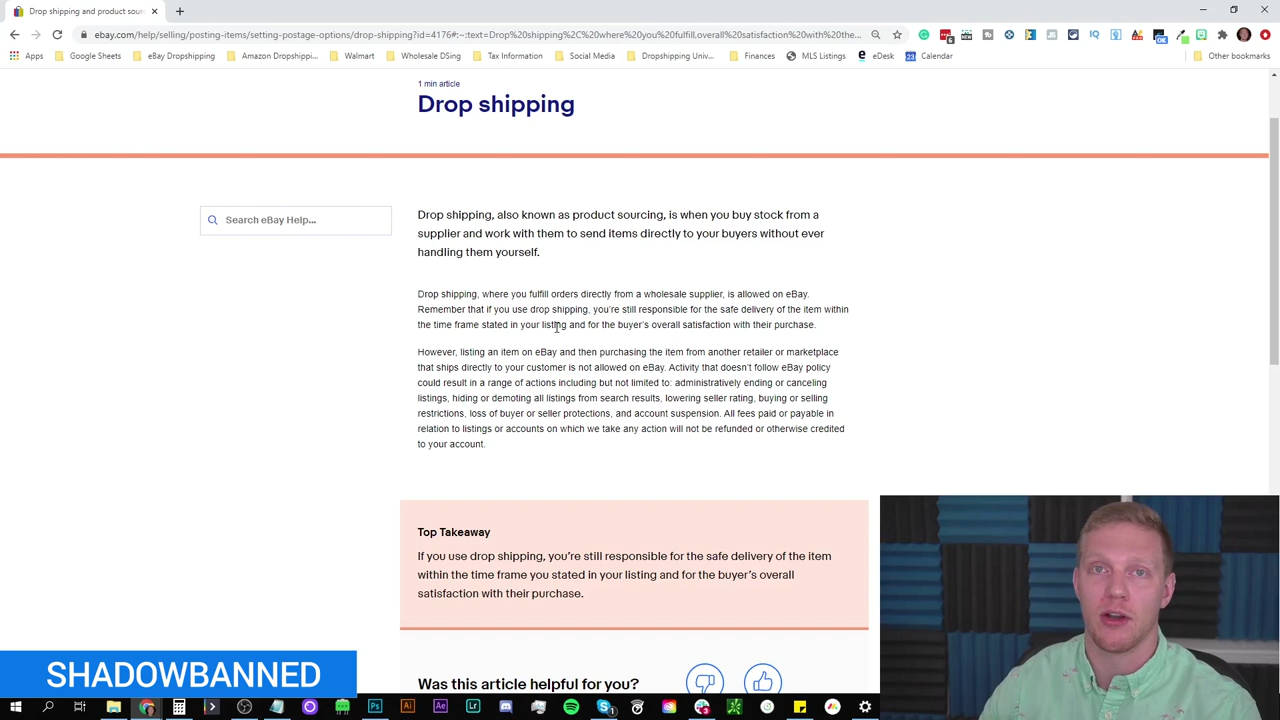 Drop shipping and product sour
ebay.com/help/selling/posting-items/setting-postage-options/drop-shipping?id=4176#:~:text=Drop%20shipping%2C%20where%20you%20fulfill,overall%20satisfaction%20with%20the...
Apps
Google Sheets
eBay Dropshipping
Amazon Dropshippi...
Walmart
Wholesale DSing
Tax Information
Social Media
Dropshipping Univ...
Finances
MLS Listings
eDesk
Calendar
Other bookmarks
1 min article
Drop shipping
Search eBay Help...
Drop shipping, also known as product sourcing, is when you buy stock from a
supplier and work with them to send items directly to your buyers without ever
handling them yourself.
Drop shipping, where you fulfill orders directly from a wholesale supplier, is allowed on eBay.
Remember that if you use drop shipping, you're still responsible for the safe delivery of the item within
the time frame stated in your listing and for the buyer's overall satisfaction with their purchase.
However, listing an item on eBay and then purchasing the item from another retailer or marketplace
that ships directly to your customer is not allowed on eBay. Activity that doesn't follow eBay policy
could result in a range of actions including but not limited to: administratively ending or canceling
listings, hiding or demoting all listings from search results, lowering seller rating, buying or selling
restrictions, loss of buyer or seller protections, and account suspension. All fees paid or payable in
relation to listings or accounts on which we take any action will not be refunded or otherwise credited
to your account.
Top Takeaway
If you use drop shipping, you're still responsible for the safe delivery of the item
within the time frame you stated in your listing and for the buyer's overall
satisfaction with their purchase.
Was this article helpful for you?
SHADOWBANNED